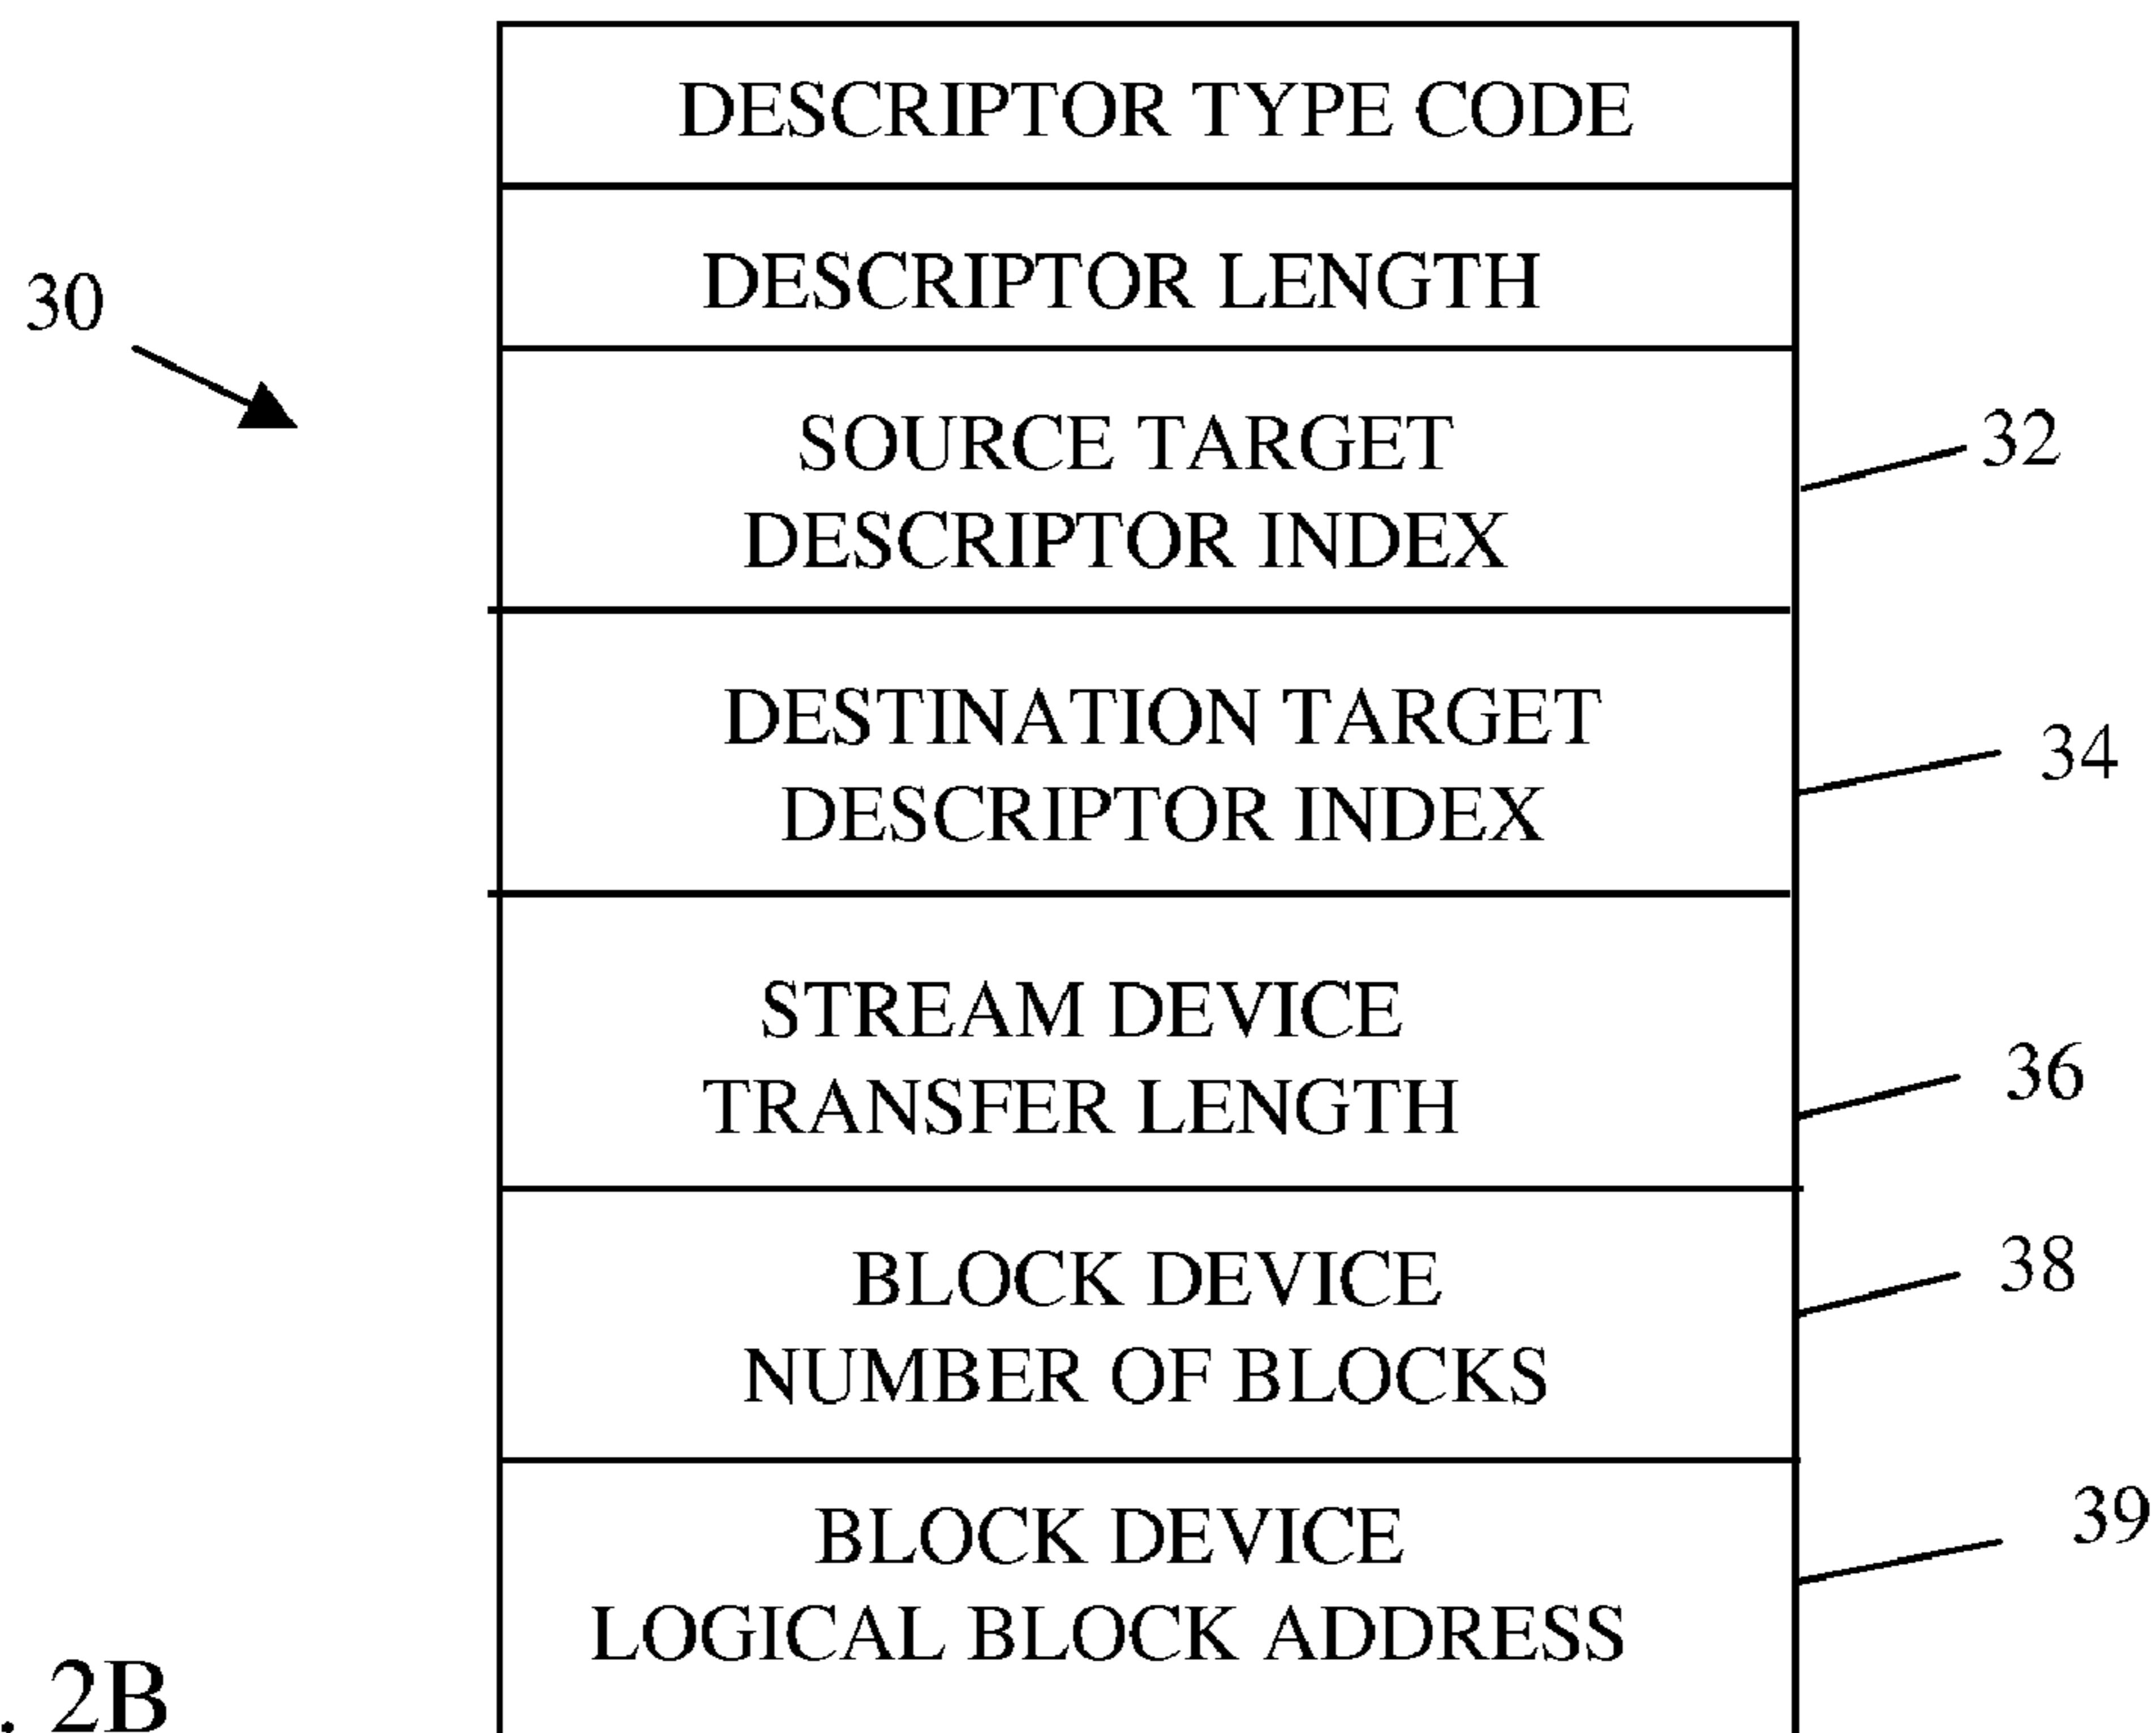 DESCRIPTOR TYPE CODE
DESCRIPTOR LENGTH
30
SOURCE TARGET
DESCRIPTOR INDEX
32
DESTINATION TARGET
DESCRIPTOR INDEX
34
STREAM DEVICE
TRANSFER LENGTH
36
BLOCK DEVICE
NUMBER OF BLOCKS
38
BLOCK DEVICE
LOGICAL BLOCK ADDRESS
39
. 2B